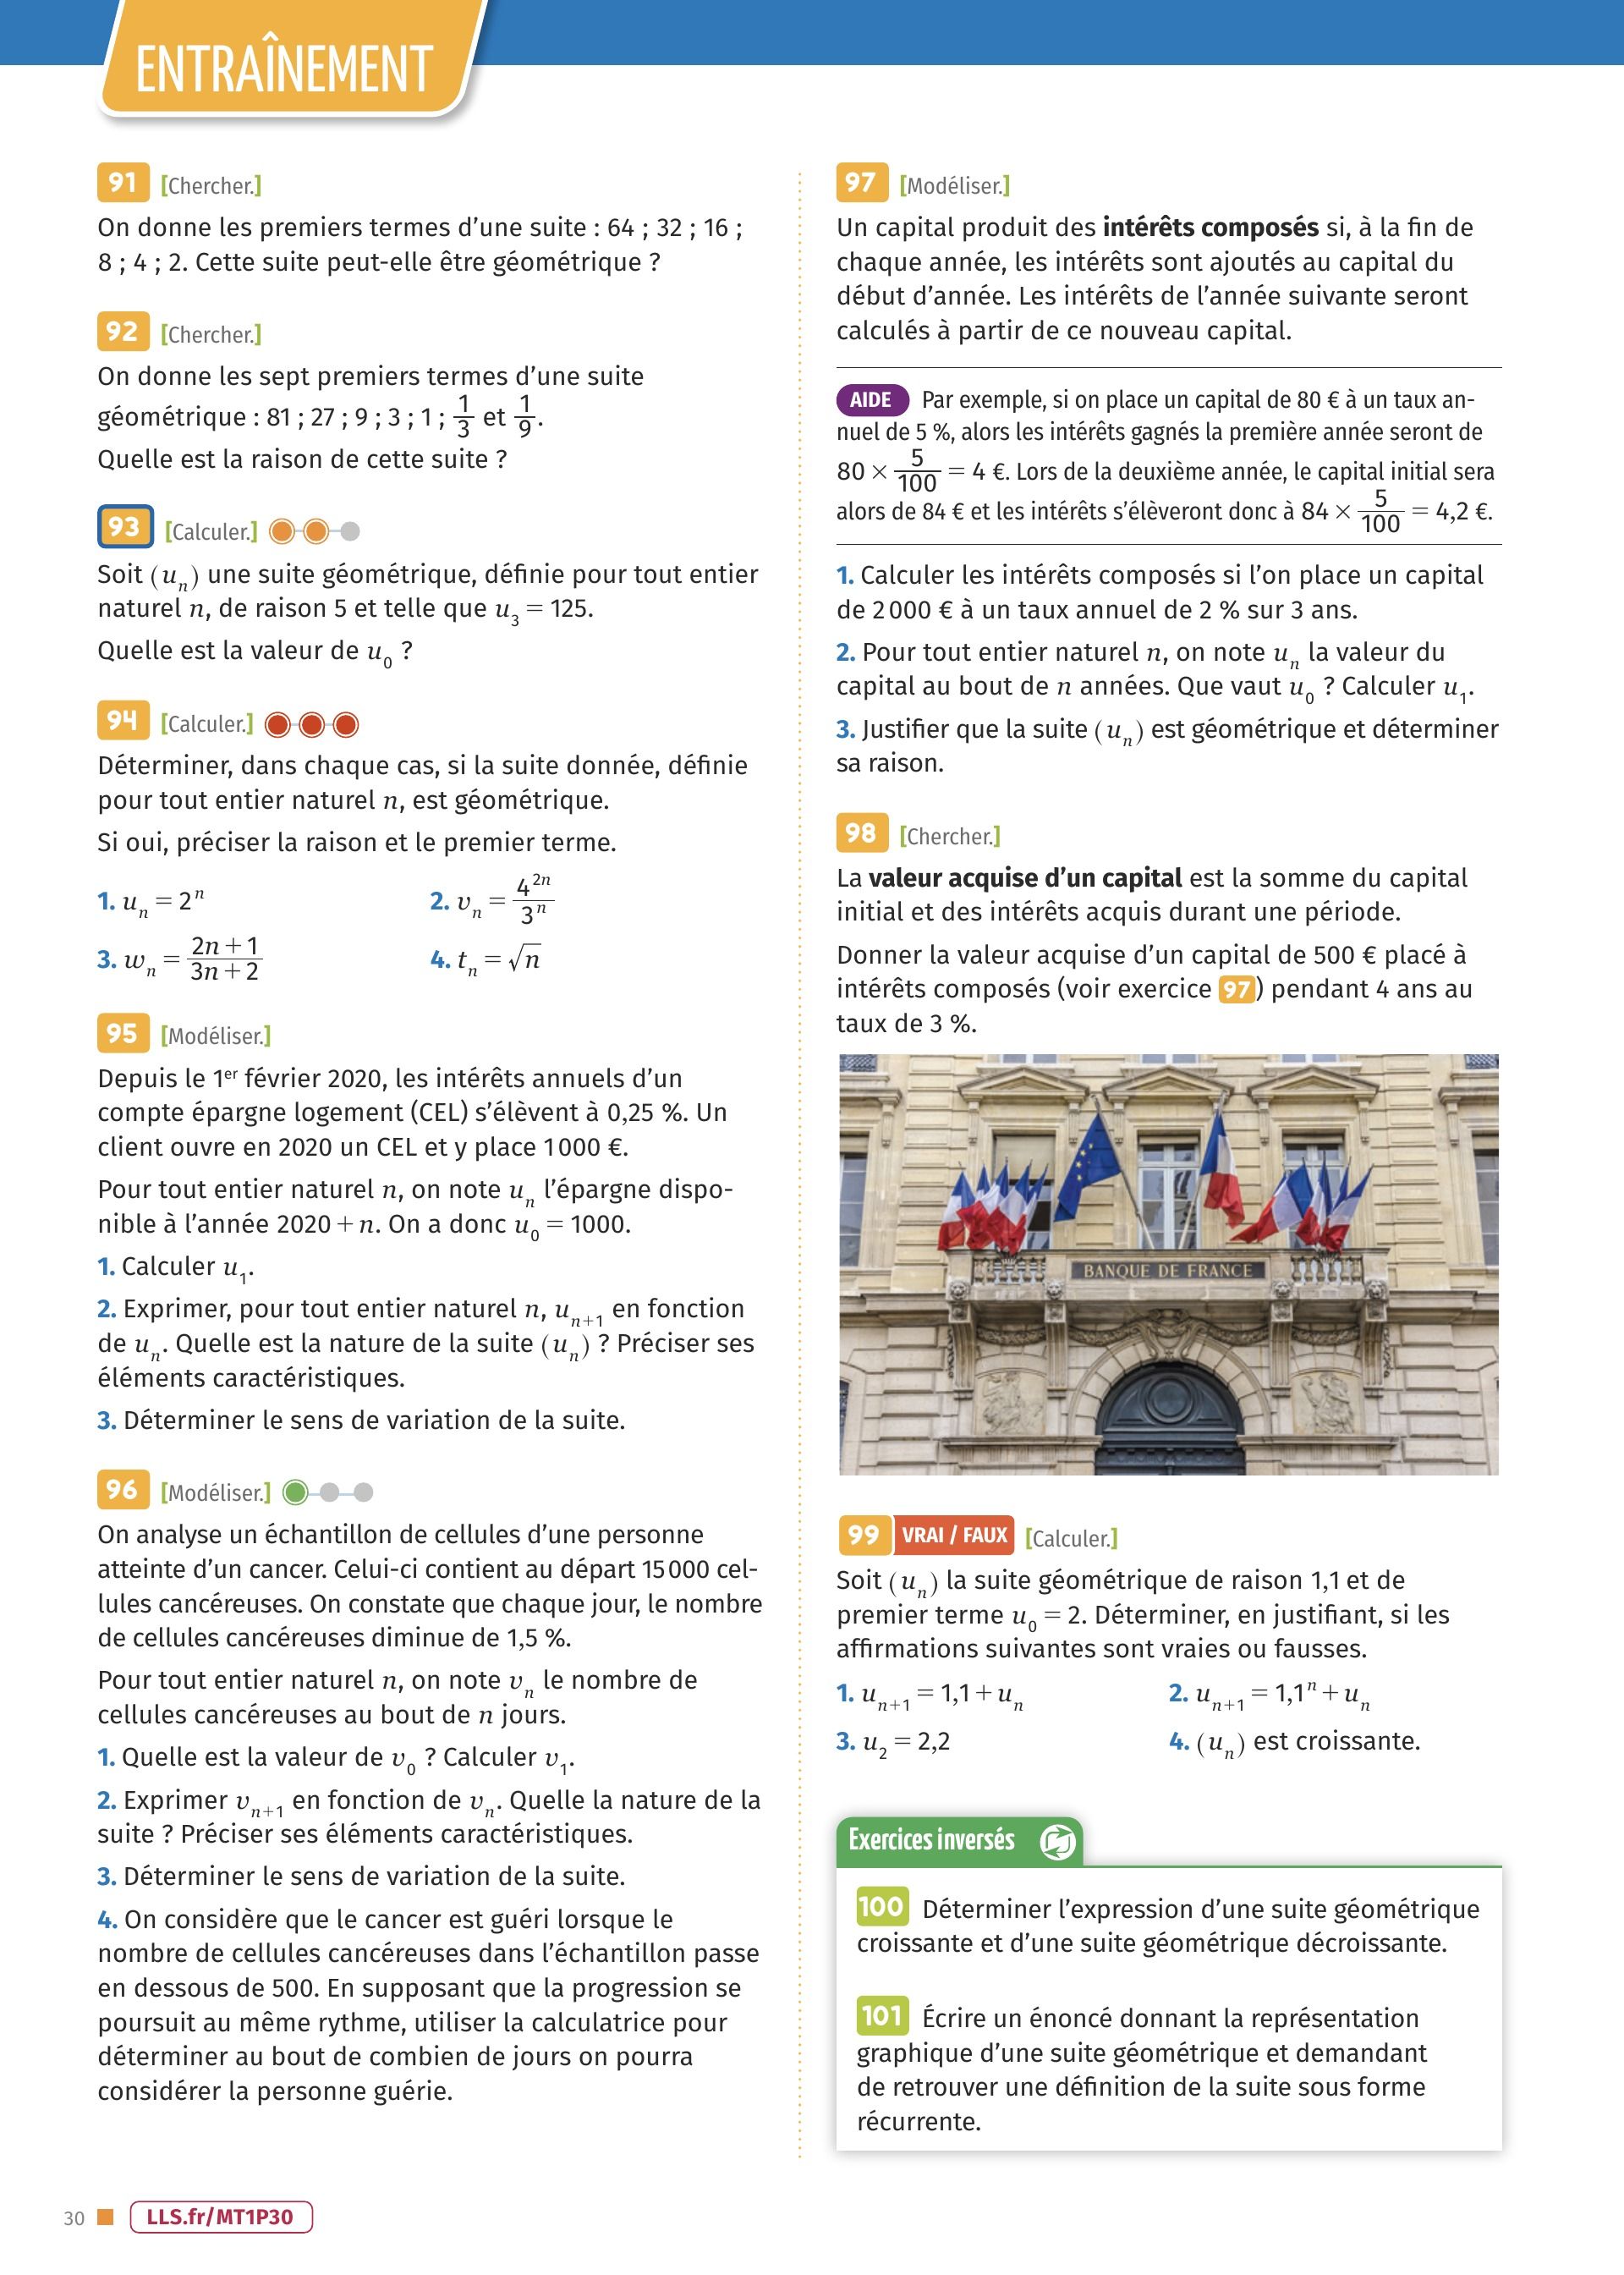 ENTRAÎNEMENT
91 [Chercher.]
On donne les premiers termes d’une suite : 64 ; 32 ; 16 ;
8 ; 4 ; 2. Cette suite peut-elle être géométrique ?
92 [Chercher.]
On donne les sept premiers termes d’une suite
géométrique : 81 ; 27 ; 9 ; 3 ; 1 ; 1/3 et 1/9.
Quelle est la raison de cette suite ?
93 [Calculer.]
Soit (u_n) une suite géométrique, définie pour tout entier
naturel n, de raison 5 et telle que u_3 = 125.
Quelle est la valeur de u_0 ?
94 [Calculer.]
Déterminer, dans chaque cas, si la suite donnée, définie
pour tout entier naturel n, est géométrique.
Si oui, préciser la raison et le premier terme.
1. u_n = 2^n
2. v_n = 4^{2n}/3^n
3. w_n = (2n + 1)/(3n + 2)
4. t_n = √n
95 [Modéliser.]
Depuis le 1er février 2020, les intérêts annuels d’un
compte épargne logement (CEL) s’élèvent à 0,25 %. Un
client ouvre en 2020 un CEL et y place 1 000 €.
Pour tout entier naturel n, on note u_n l’épargne dispo-
nible à l’année 2020 + n. On a donc u_0 = 1000.
1. Calculer u_1.
2. Exprimer, pour tout entier naturel n, u_{n+1} en fonction
de u_n. Quelle est la nature de la suite (u_n) ? Préciser ses
éléments caractéristiques.
3. Déterminer le sens de variation de la suite.
96 [Modéliser.]
On analyse un échantillon de cellules d’une personne
atteinte d’un cancer. Celui-ci contient au départ 15 000 cel-
lules cancéreuses. On constate que chaque jour, le nombre
de cellules cancéreuses diminue de 1,5 %.
Pour tout entier naturel n, on note v_n le nombre de
cellules cancéreuses au bout de n jours.
1. Quelle est la valeur de v_0 ? Calculer v_1.
2. Exprimer v_{n+1} en fonction de v_n. Quelle la nature de la
suite ? Préciser ses éléments caractéristiques.
3. Déterminer le sens de variation de la suite.
4. On considère que le cancer est guéri lorsque le
nombre de cellules cancéreuses dans l’échantillon passe
en dessous de 500. En supposant que la progression se
poursuit au même rythme, utiliser la calculatrice pour
déterminer au bout de combien de jours on pourra
considérer la personne guérie.
97 [Modéliser.]
Un capital produit des intérêts composés si, à la fin de
chaque année, les intérêts sont ajoutés au capital du
début d’année. Les intérêts de l’année suivante seront
calculés à partir de ce nouveau capital.
AIDE Par exemple, si on place un capital de 80 € à un taux an-
nuel de 5 %, alors les intérêts gagnés la première année seront de
80 × 5/100 = 4 €. Lors de la deuxième année, le capital initial sera
alors de 84 € et les intérêts s’élèveront donc à 84 × 5/100 = 4,2 €.
1. Calculer les intérêts composés si l’on place un capital
de 2 000 € à un taux annuel de 2 % sur 3 ans.
2. Pour tout entier naturel n, on note u_n la valeur du
capital au bout de n années. Que vaut u_0 ? Calculer u_1.
3. Justifier que la suite (u_n) est géométrique et déterminer
sa raison.
98 [Chercher.]
La valeur acquise d’un capital est la somme du capital
initial et des intérêts acquis durant une période.
Donner la valeur acquise d’un capital de 500 € placé à
intérêts composés (voir exercice 97) pendant 4 ans au
taux de 3 %.
BANQUE DE FRANCE
99 VRAI / FAUX [Calculer.]
Soit (u_n) la suite géométrique de raison 1,1 et de
premier terme u_0 = 2. Déterminer, en justifiant, si les
affirmations suivantes sont vraies ou fausses.
1. u_{n+1} = 1,1 + u_n
2. u_{n+1} = 1,1^n + u_n
3. u_2 = 2,2
4. (u_n) est croissante.
Exercices inversés
100 Déterminer l’expression d’une suite géométrique
croissante et d’une suite géométrique décroissante.
101 Écrire un énoncé donnant la représentation
graphique d’une suite géométrique et demandant
de retrouver une définition de la suite sous forme
récurrente.
30
LLS.fr/MT1P30